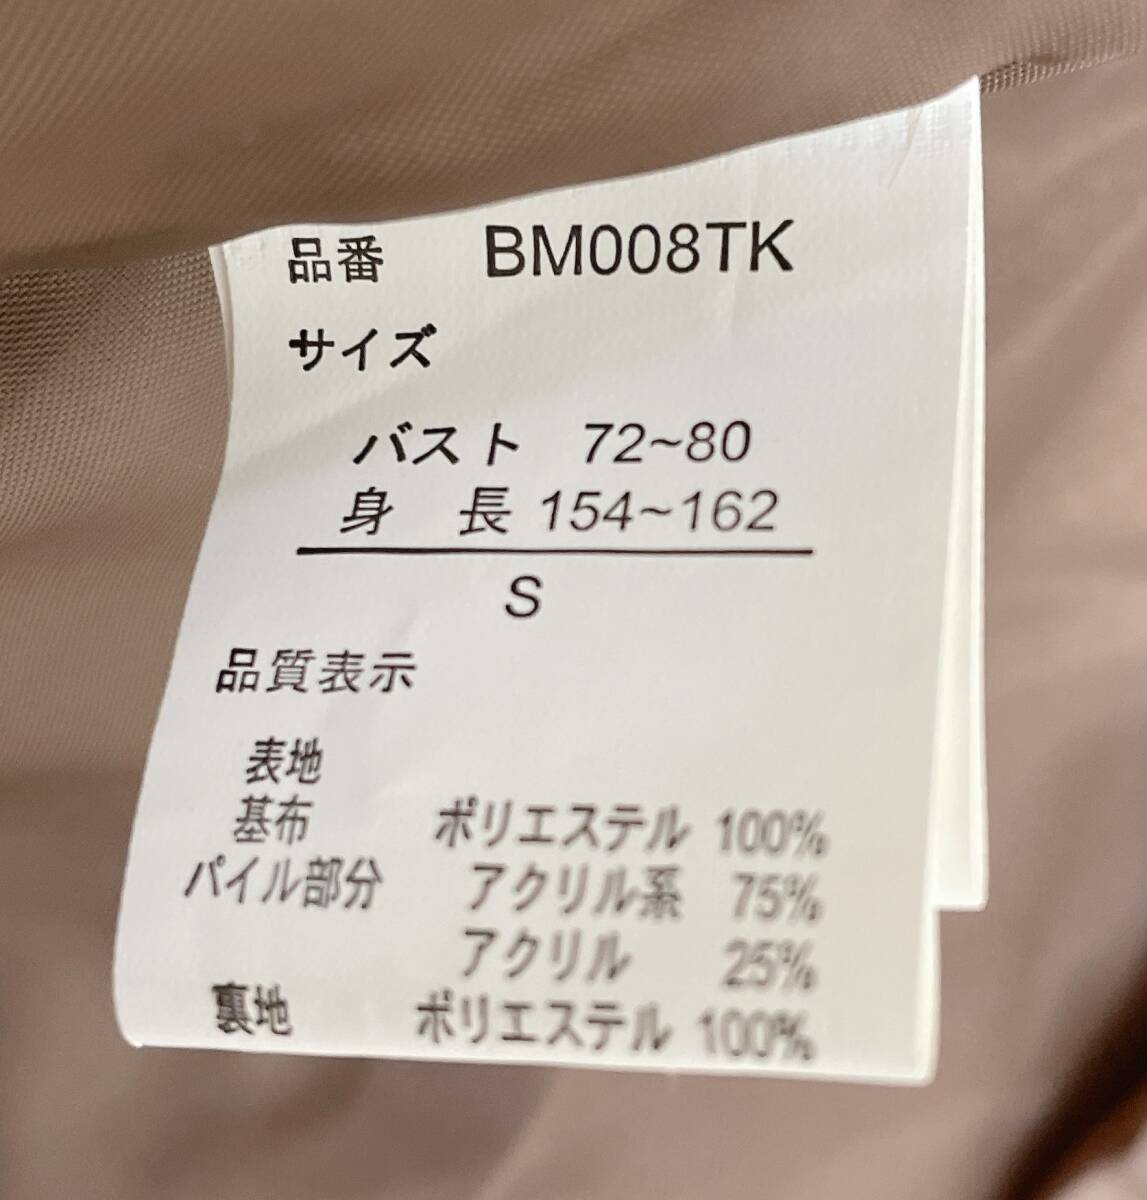 品番 BM008TK
サイズ
バスト 72~80
身 長 154~162
S
品質表示
表地
基布 ポリエステル 100%
パイル部分 アクリル系 75%
アクリル 25%
裏地 ポリエステル 100%